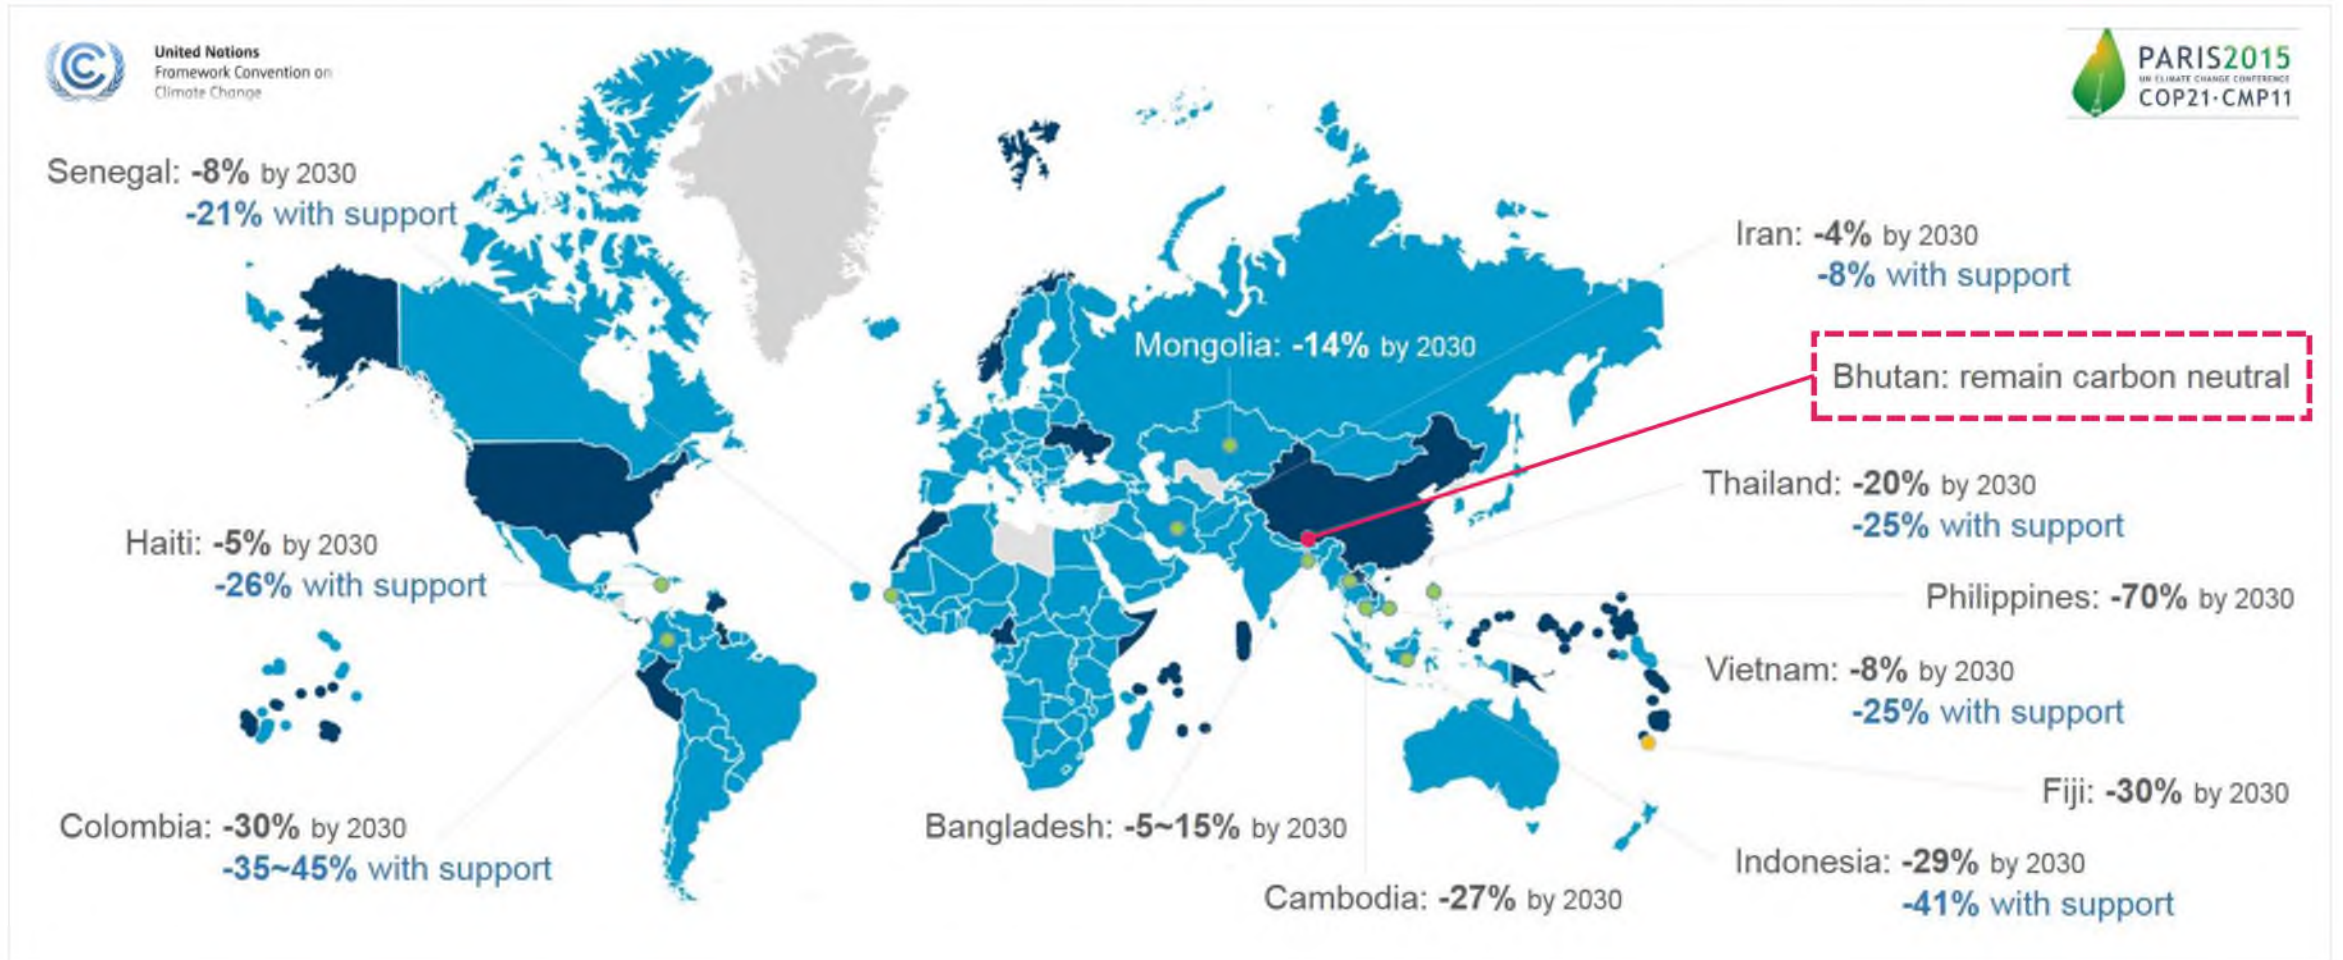 United Nations
Framework Convention on
Climate Change
PARIS2015
UN CLIMATE CHANGE CONFERENCE
COP21·CMP11
Senegal: -8% by 2030
-21% with support
Iran: -4% by 2030
-8% with support
Mongolia: -14% by 2030
Bhutan: remain carbon neutral
Thailand: -20% by 2030
-25% with support
Haiti: -5% by 2030
-26% with support
Philippines: -70% by 2030
Vietnam: -8% by 2030
-25% with support
Fiji: -30% by 2030
Colombia: -30% by 2030
-35~45% with support
Bangladesh: -5~15% by 2030
Indonesia: -29% by 2030
-41% with support
Cambodia: -27% by 2030